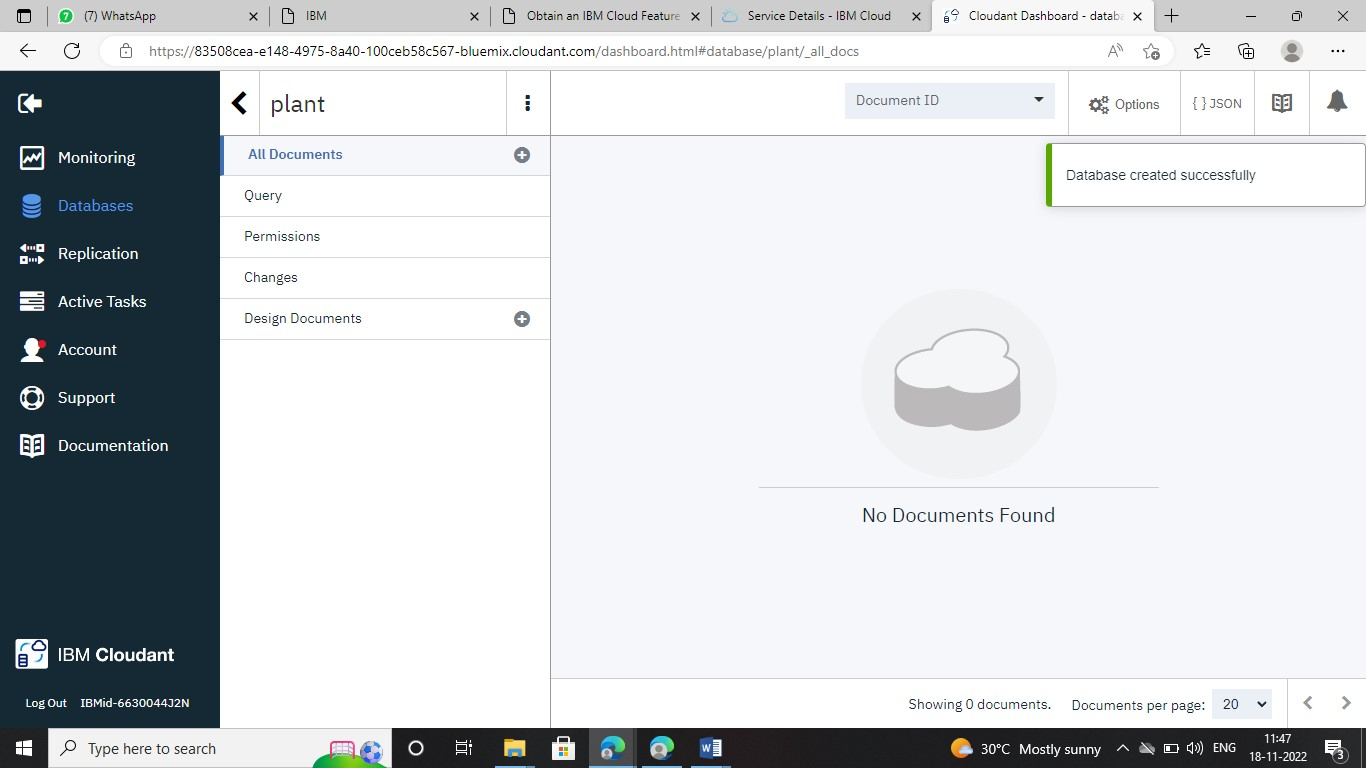 (7) WhatsApp
IBM
Obtain an IBM Cloud Feature
Service Details - IBM Cloud
Cloudant Dashboard - databa
https://83508cea-e148-4975-8a40-100ceb58c567-bluemix.cloudant.com/dashboard.html#database/plant/_all_docs
plant
Document ID
Options
{ } JSON
Monitoring
Databases
Replication
Active Tasks
Account
Support
Documentation
All Documents
Query
Permissions
Changes
Design Documents
Database created successfully
No Documents Found
IBM Cloudant
Log Out IBMid-6630044J2N
Showing 0 documents. Documents per page: 20
Type here to search
30°C Mostly sunny
ENG
11:47
18-11-2022
3